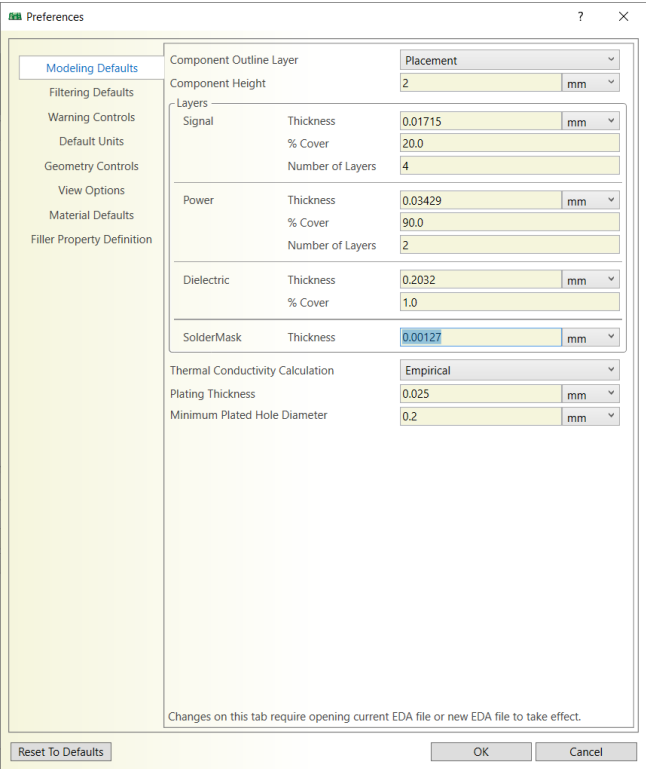 Preferences ? ×
Modeling Defaults
Filtering Defaults
Warning Controls
Default Units
Geometry Controls
View Options
Material Defaults
Filler Property Definition
Component Outline Layer Placement
Component Height 2 mm
Layers
Signal Thickness 0.01715 mm
% Cover 20.0
Number of Layers 4
Power Thickness 0.03429 mm
% Cover 90.0
Number of Layers 2
Dielectric Thickness 0.2032 mm
% Cover 1.0
SolderMask Thickness 0.00127 mm
Thermal Conductivity Calculation Empirical
Plating Thickness 0.025 mm
Minimum Plated Hole Diameter 0.2 mm
Changes on this tab require opening current EDA file or new EDA file to take effect.
Reset To Defaults OK Cancel